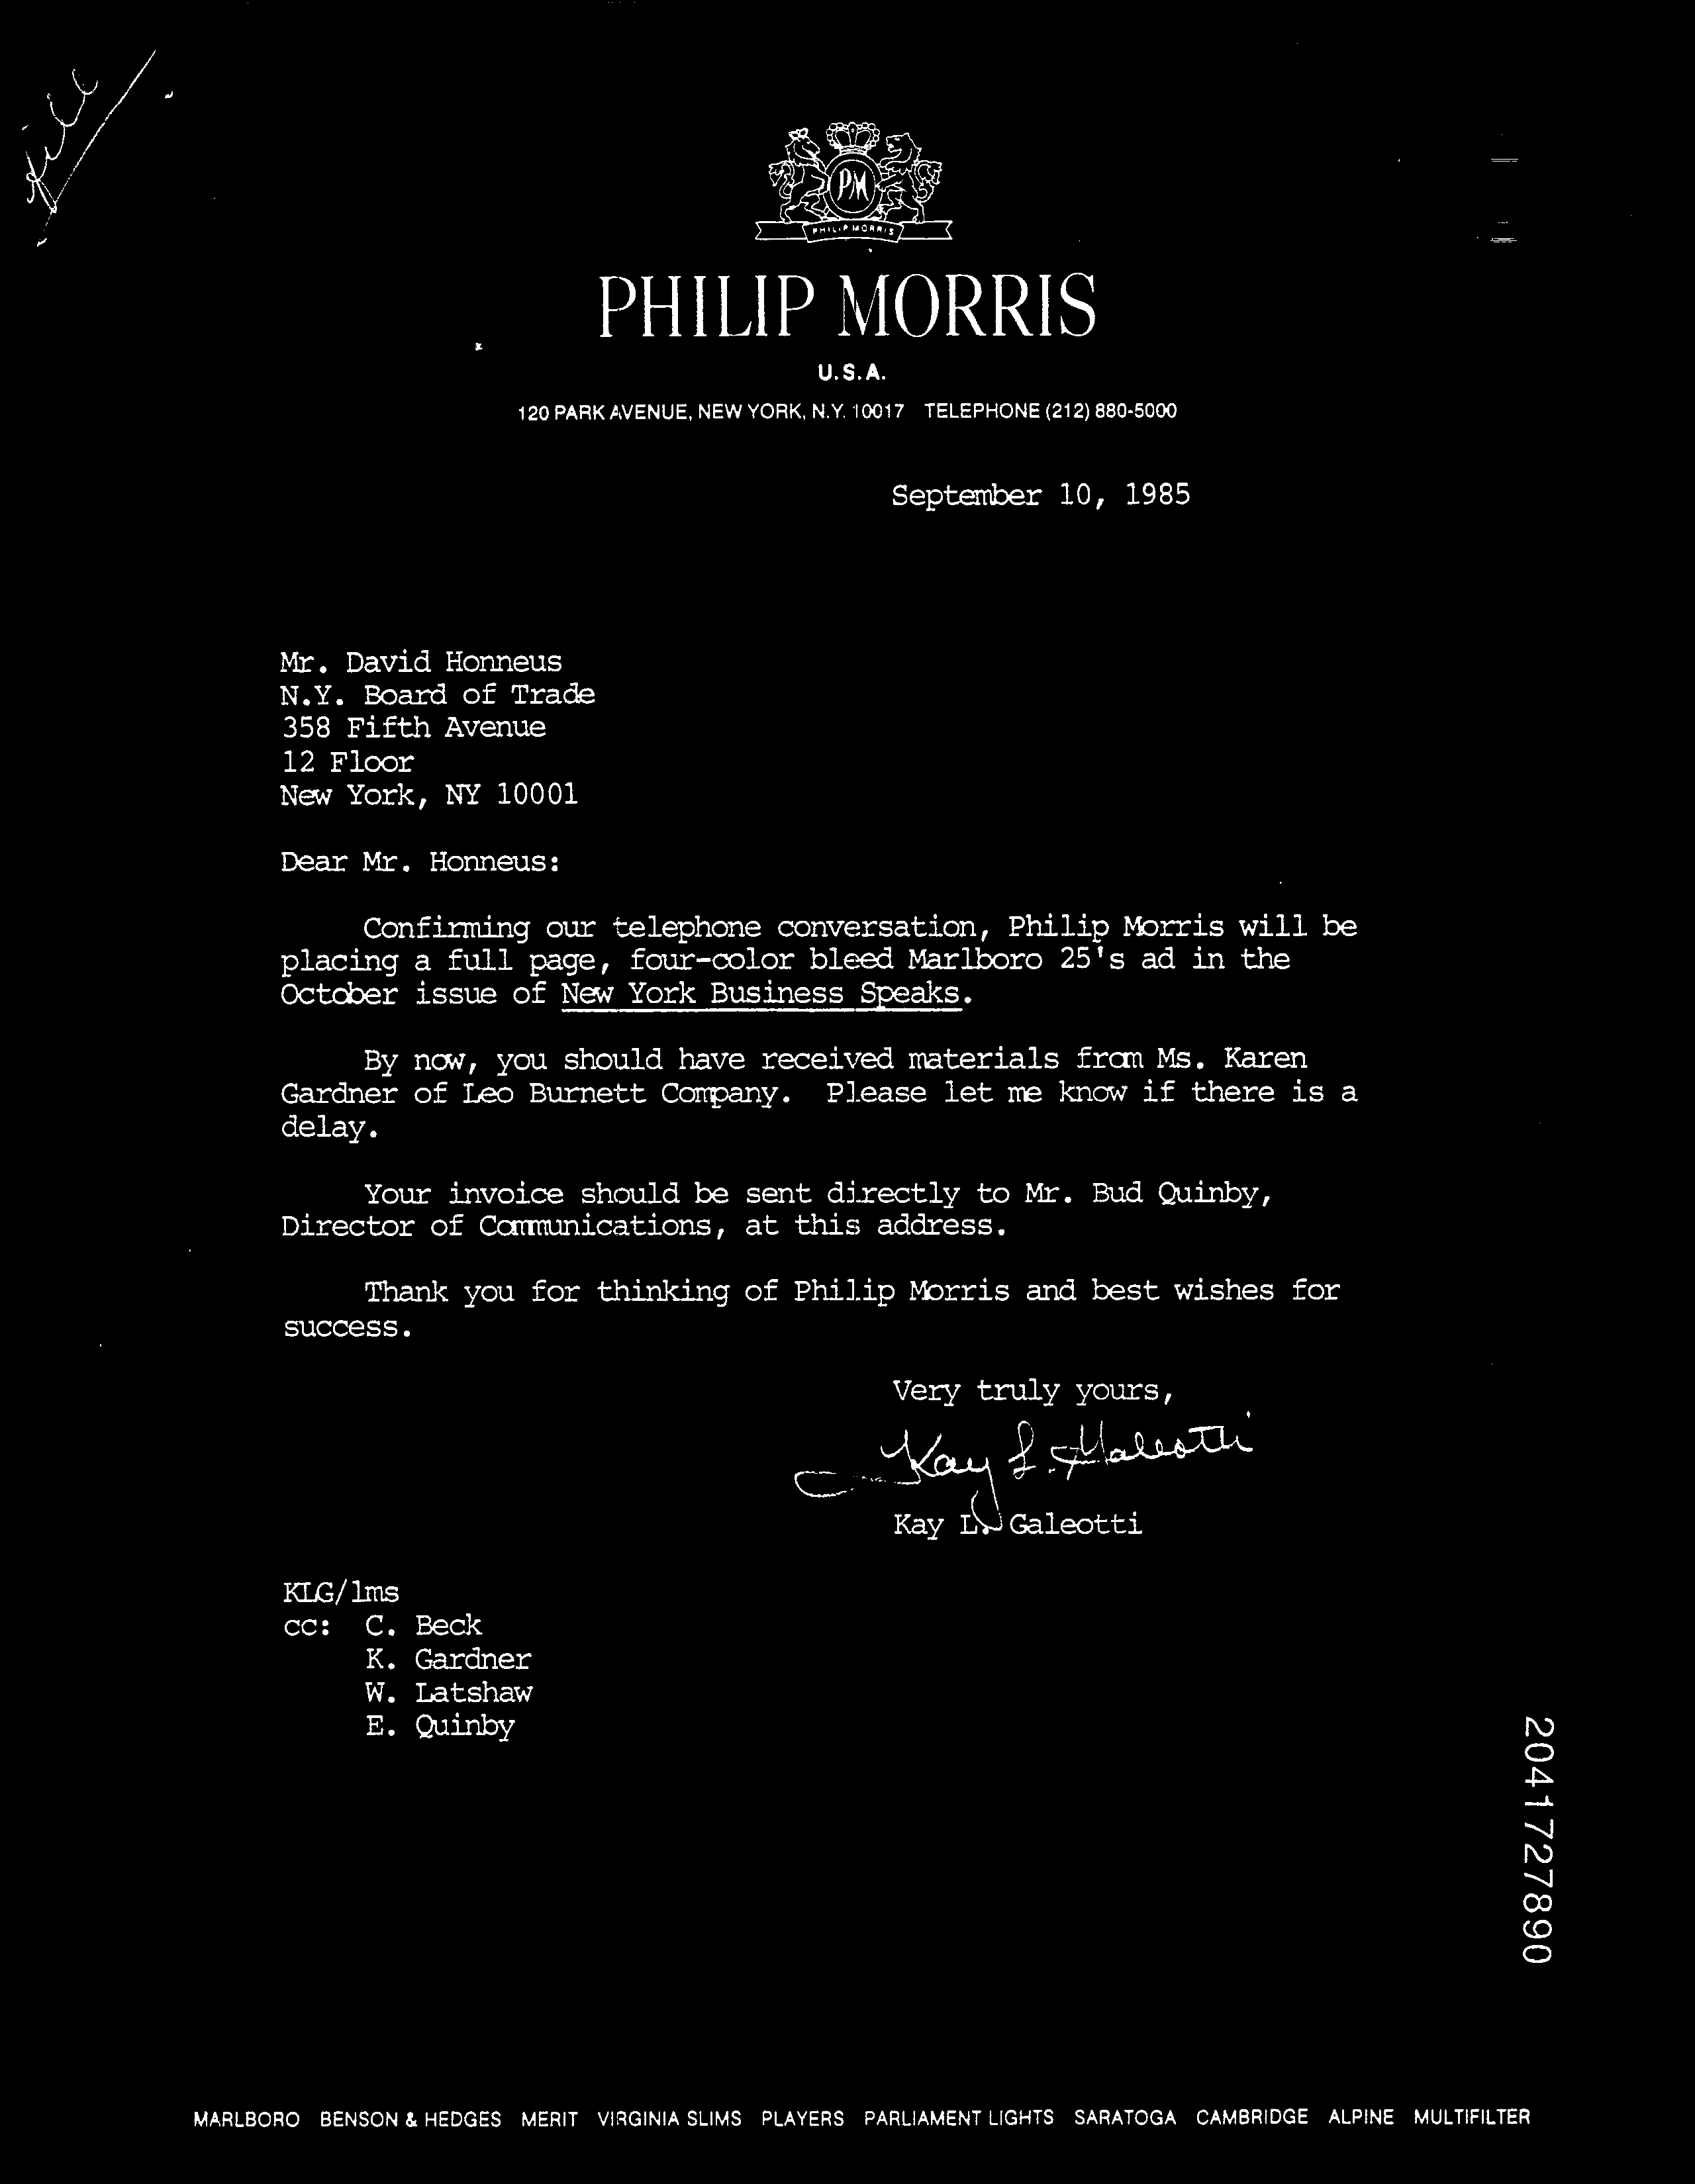 file
PM
PHILIP MORRIS
PHILIP MORRIS
U.S.A.
120 PARK AVENUE, NEW YORK, N.Y. 10017 TELEPHONE (212) 880-5000
September 10, 1985
Mr. David Honneus
N.Y. Board of Trade
358 Fifth Avenue
12 Floor
New York, NY 10001
Dear Mr. Honneus:
Confirming our telephone conversation, Philip Morris will be
placing a full page, four-color bleed Marlboro 25's ad in the
October issue of New York Business Speaks.
By now, you should have received materials from Ms. Karen
Gardner of Leo Burnett Company. Please let me know if there is a
delay.
Your invoice should be sent directly to Mr. Bud Quinby,
Director of Communications, at this address.
Thank you for thinking of Philip Morris and best wishes for
success.
Very truly yours,
Kay L. Galeotti
Kay L. Galeotti
KLG/lms
cc: C. Beck
K. Gardner
W. Latshaw
E. Quinby
2041727890
MARLBORO BENSON & HEDGES MERIT VIRGINIA SLIMS PLAYERS PARLIAMENT LIGHTS SARATOGA CAMBRIDGE ALPINE MULTIFILTER